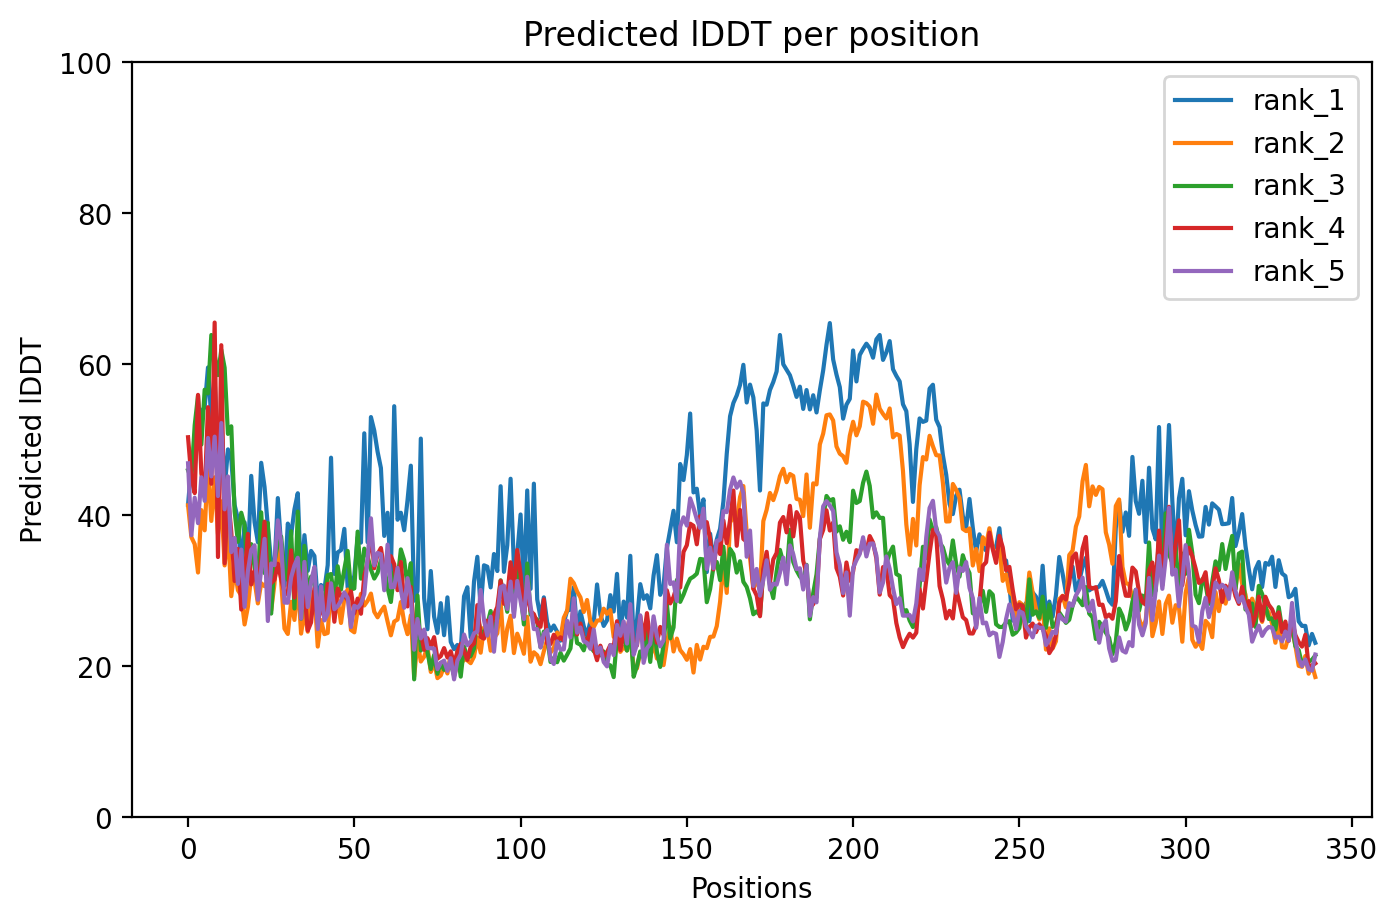 Predicted lDDT per position
100
80
60
40
20
0
Predicted lDDT
rank_1
rank_2
rank_3
rank_4
rank_5
0 50 100 150 200 250 300 350
Positions